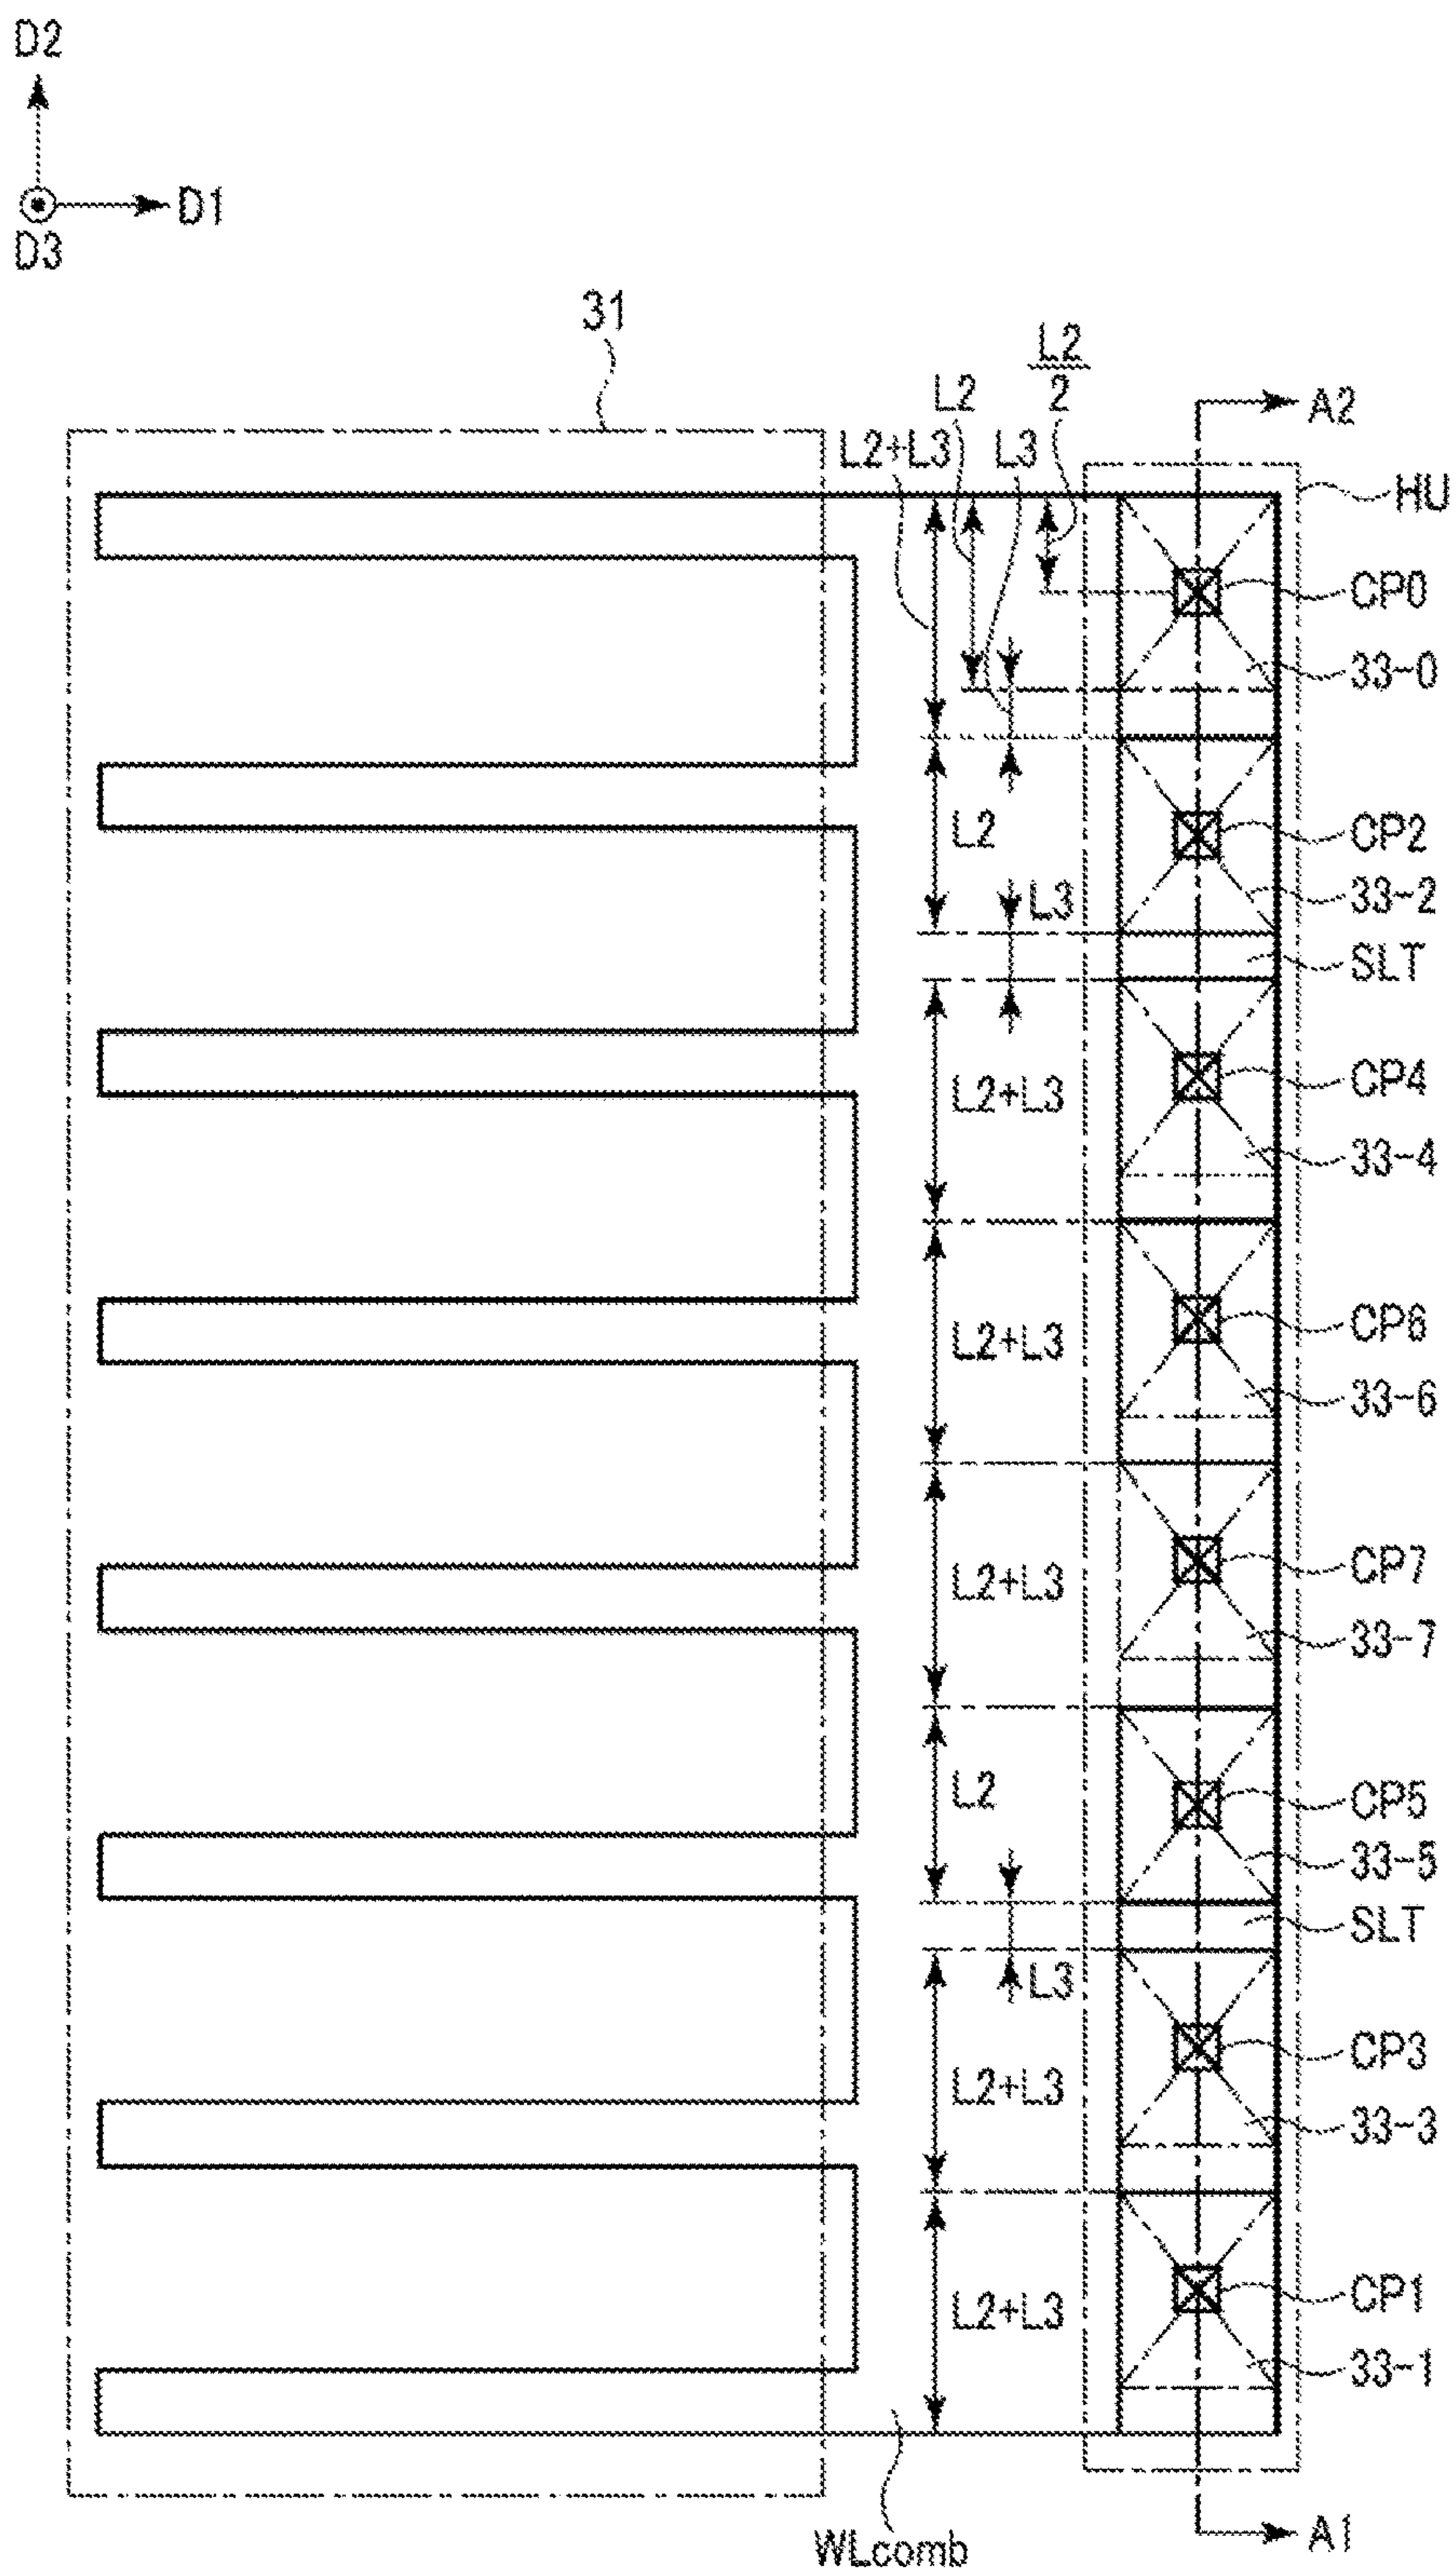 D2
D1
D3
31
L2
2
L2
L2+L3
L3
A2
HU
CP0
33-0
CP2
L2
33-2
L3
SLT
CP4
L2+L3
33-4
CP6
L2+L3
33-6
CP7
L2+L3
33-7
CP5
L2
33-5
SLT
L3
CP3
L2+L3
33-3
CP1
L2+L3
33-1
A1
WLcomb